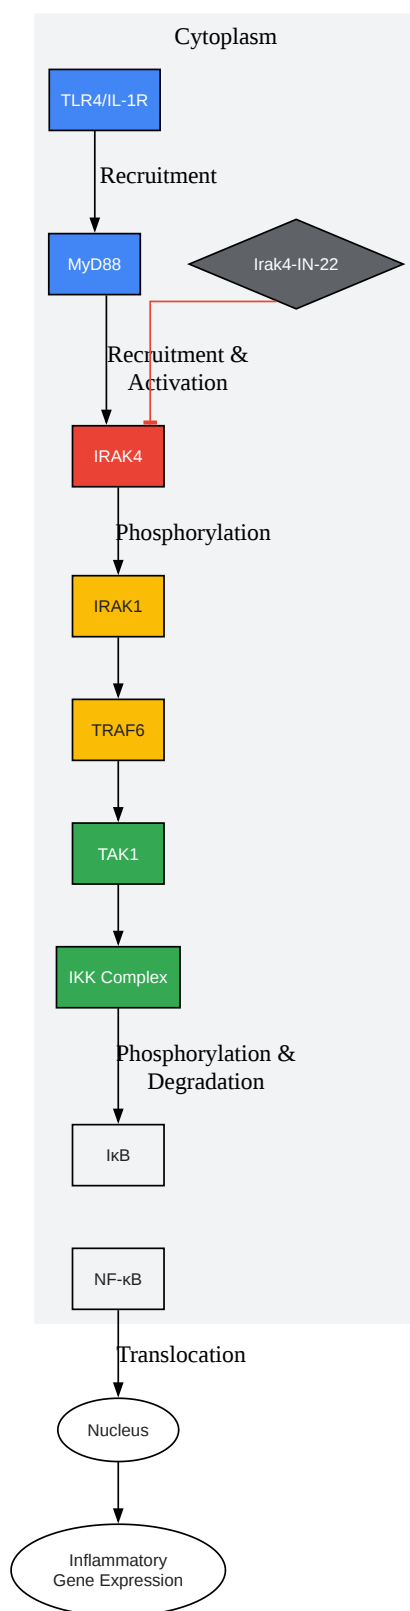 Cytoplasm
TLR4/IL-1R
Recruitment
MyD88
Irak4-IN-22
Recruitment &
Activation
IRAK4
Phosphorylation
IRAK1
TRAF6
TAK1
IKK Complex
Phosphorylation &
Degradation
IκB
NF-κB
Translocation
Nucleus
Inflammatory
Gene Expression